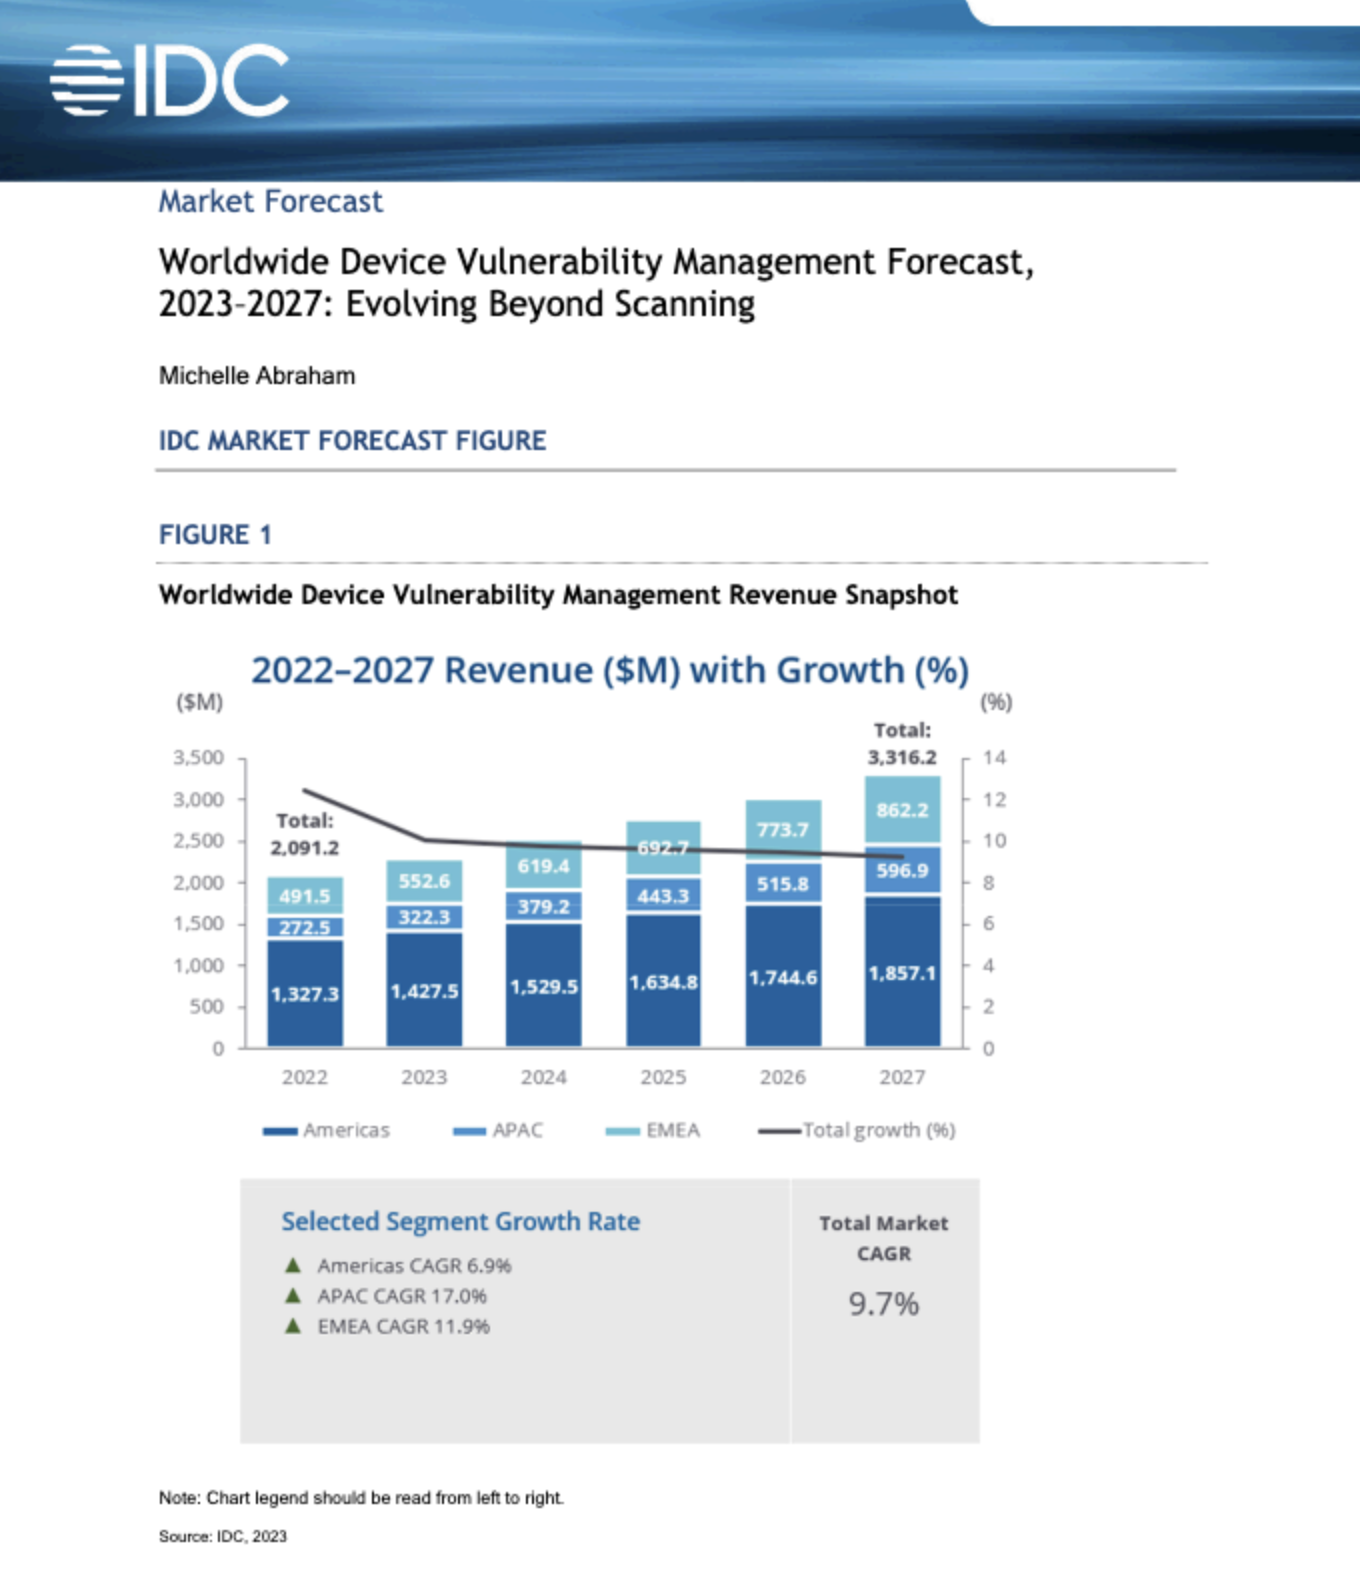 IDC
Market Forecast
Worldwide Device Vulnerability Management Forecast,
2023–2027: Evolving Beyond Scanning
Michelle Abraham
IDC MARKET FORECAST FIGURE
FIGURE 1
Worldwide Device Vulnerability Management Revenue Snapshot
2022–2027 Revenue ($M) with Growth (%)
($M) (%)
Total:
3,316.2
3,500 14
3,000 12
2,500 10
2,000 8
1,500 6
1,000 4
500 2
0 0
Total:
2,091.2
491.5 552.6 619.4 692.7 773.7 862.2
272.5 322.3 379.2 443.3 515.8 596.9
1,327.3 1,427.5 1,529.5 1,634.8 1,744.6 1,857.1
2022 2023 2024 2025 2026 2027
Americas APAC EMEA Total growth (%)
Selected Segment Growth Rate
Americas CAGR 6.9%
APAC CAGR 17.0%
EMEA CAGR 11.9%
Total Market
CAGR
9.7%
Note: Chart legend should be read from left to right.
Source: IDC, 2023